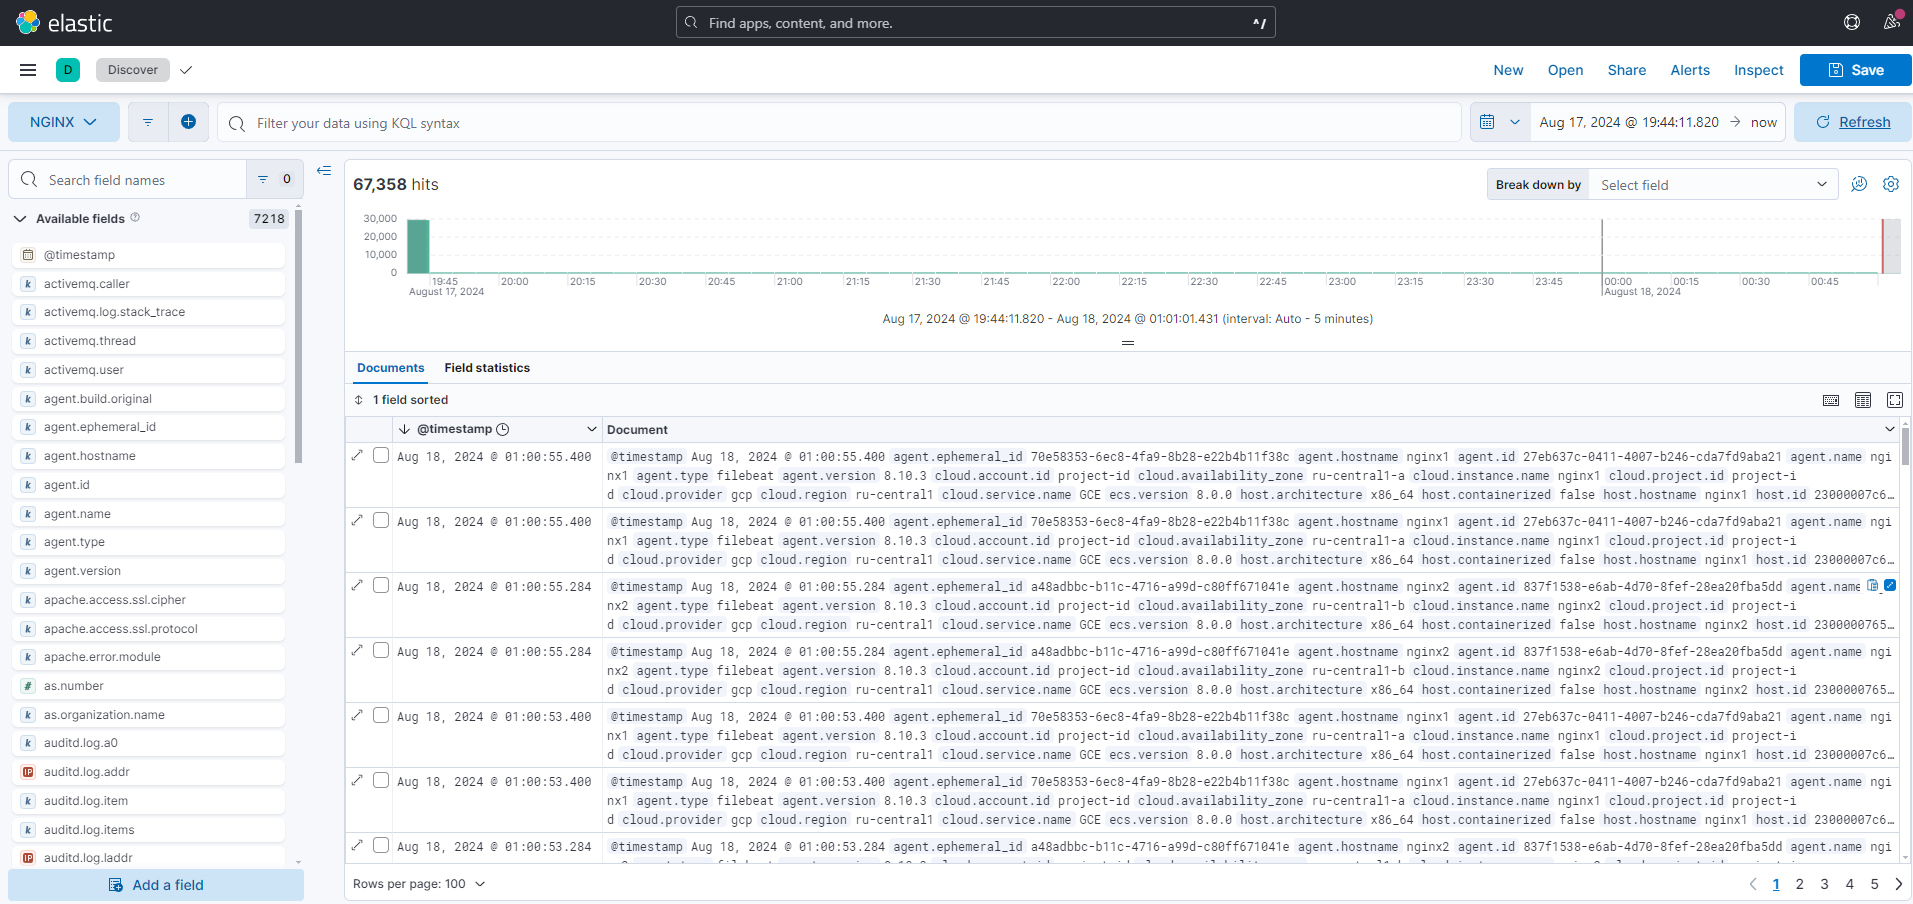 elastic
Find apps, content, and more.
^/
D
Discover
New
Open
Share
Alerts
Inspect
Save
NGINX
Filter your data using KQL syntax
Aug 17, 2024 @ 19:44:11.820 → now
Refresh
Search field names
0
Available fields
7218
@timestamp
k activemq.caller
k activemq.log.stack_trace
k activemq.thread
k activemq.user
k agent.build.original
k agent.ephemeral_id
k agent.hostname
k agent.id
k agent.name
k agent.type
k agent.version
k apache.access.ssl.cipher
k apache.access.ssl.protocol
k apache.error.module
# as.number
k as.organization.name
k auditd.log.a0
IP auditd.log.addr
k auditd.log.item
k auditd.log.items
IP auditd.log.laddr
Add a field
67,358 hits
Break down by
Select field
30,000
20,000
10,000
0
19:45 20:00 20:15 20:30 20:45 21:00 21:15 21:30 21:45 22:00 22:15 22:30 22:45 23:00 23:15 23:30 23:45 00:00 00:15 00:30 00:45
August 17, 2024
August 18, 2024
Aug 17, 2024 @ 19:44:11.820 - Aug 18, 2024 @ 01:01:01.431 (interval: Auto - 5 minutes)
Documents
Field statistics
1 field sorted
@timestamp
Document
Aug 18, 2024 @ 01:00:55.400 @timestamp Aug 18, 2024 @ 01:00:55.400 agent.ephemeral_id 70e58353-6ec8-4fa9-8b28-e22b4b11f38c agent.hostname nginx1 agent.id 27eb637c-0411-4007-b246-cda7fd9aba21 agent.name ngi
nx1 agent.type filebeat agent.version 8.10.3 cloud.account.id project-id cloud.availability_zone ru-central1-a cloud.instance.name nginx1 cloud.project.id project-i
d cloud.provider gcp cloud.region ru-central1 cloud.service.name GCE ecs.version 8.0.0 host.architecture x86_64 host.containerized false host.hostname nginx1 host.id 23000007c6…
Aug 18, 2024 @ 01:00:55.400 @timestamp Aug 18, 2024 @ 01:00:55.400 agent.ephemeral_id 70e58353-6ec8-4fa9-8b28-e22b4b11f38c agent.hostname nginx1 agent.id 27eb637c-0411-4007-b246-cda7fd9aba21 agent.name ngi
nx1 agent.type filebeat agent.version 8.10.3 cloud.account.id project-id cloud.availability_zone ru-central1-a cloud.instance.name nginx1 cloud.project.id project-i
d cloud.provider gcp cloud.region ru-central1 cloud.service.name GCE ecs.version 8.0.0 host.architecture x86_64 host.containerized false host.hostname nginx1 host.id 23000007c6…
Aug 18, 2024 @ 01:00:55.284 @timestamp Aug 18, 2024 @ 01:00:55.284 agent.ephemeral_id a48adbbc-b11c-4716-a99d-c80ff671041e agent.hostname nginx2 agent.id 837f1538-e6ab-4d70-8fef-28ea20fba5dd agent.name
nx2 agent.type filebeat agent.version 8.10.3 cloud.account.id project-id cloud.availability_zone ru-central1-b cloud.instance.name nginx2 cloud.project.id project-i
d cloud.provider gcp cloud.region ru-central1 cloud.service.name GCE ecs.version 8.0.0 host.architecture x86_64 host.containerized false host.hostname nginx2 host.id 2300000765…
Aug 18, 2024 @ 01:00:55.284 @timestamp Aug 18, 2024 @ 01:00:55.284 agent.ephemeral_id a48adbbc-b11c-4716-a99d-c80ff671041e agent.hostname nginx2 agent.id 837f1538-e6ab-4d70-8fef-28ea20fba5dd agent.name ngi
nx2 agent.type filebeat agent.version 8.10.3 cloud.account.id project-id cloud.availability_zone ru-central1-b cloud.instance.name nginx2 cloud.project.id project-i
d cloud.provider gcp cloud.region ru-central1 cloud.service.name GCE ecs.version 8.0.0 host.architecture x86_64 host.containerized false host.hostname nginx2 host.id 2300000765…
Aug 18, 2024 @ 01:00:53.400 @timestamp Aug 18, 2024 @ 01:00:53.400 agent.ephemeral_id 70e58353-6ec8-4fa9-8b28-e22b4b11f38c agent.hostname nginx1 agent.id 27eb637c-0411-4007-b246-cda7fd9aba21 agent.name ngi
nx1 agent.type filebeat agent.version 8.10.3 cloud.account.id project-id cloud.availability_zone ru-central1-a cloud.instance.name nginx1 cloud.project.id project-i
d cloud.provider gcp cloud.region ru-central1 cloud.service.name GCE ecs.version 8.0.0 host.architecture x86_64 host.containerized false host.hostname nginx1 host.id 23000007c6…
Aug 18, 2024 @ 01:00:53.400 @timestamp Aug 18, 2024 @ 01:00:53.400 agent.ephemeral_id 70e58353-6ec8-4fa9-8b28-e22b4b11f38c agent.hostname nginx1 agent.id 27eb637c-0411-4007-b246-cda7fd9aba21 agent.name ngi
nx1 agent.type filebeat agent.version 8.10.3 cloud.account.id project-id cloud.availability_zone ru-central1-a cloud.instance.name nginx1 cloud.project.id project-i
d cloud.provider gcp cloud.region ru-central1 cloud.service.name GCE ecs.version 8.0.0 host.architecture x86_64 host.containerized false host.hostname nginx1 host.id 23000007c6…
Aug 18, 2024 @ 01:00:53.284 @timestamp Aug 18, 2024 @ 01:00:53.284 agent.ephemeral_id a48adbbc-b11c-4716-a99d-c80ff671041e agent.hostname nginx2 agent.id 837f1538-e6ab-4d70-8fef-28ea20fba5dd agent.name ngi
Rows per page: 100
1 2 3 4 5